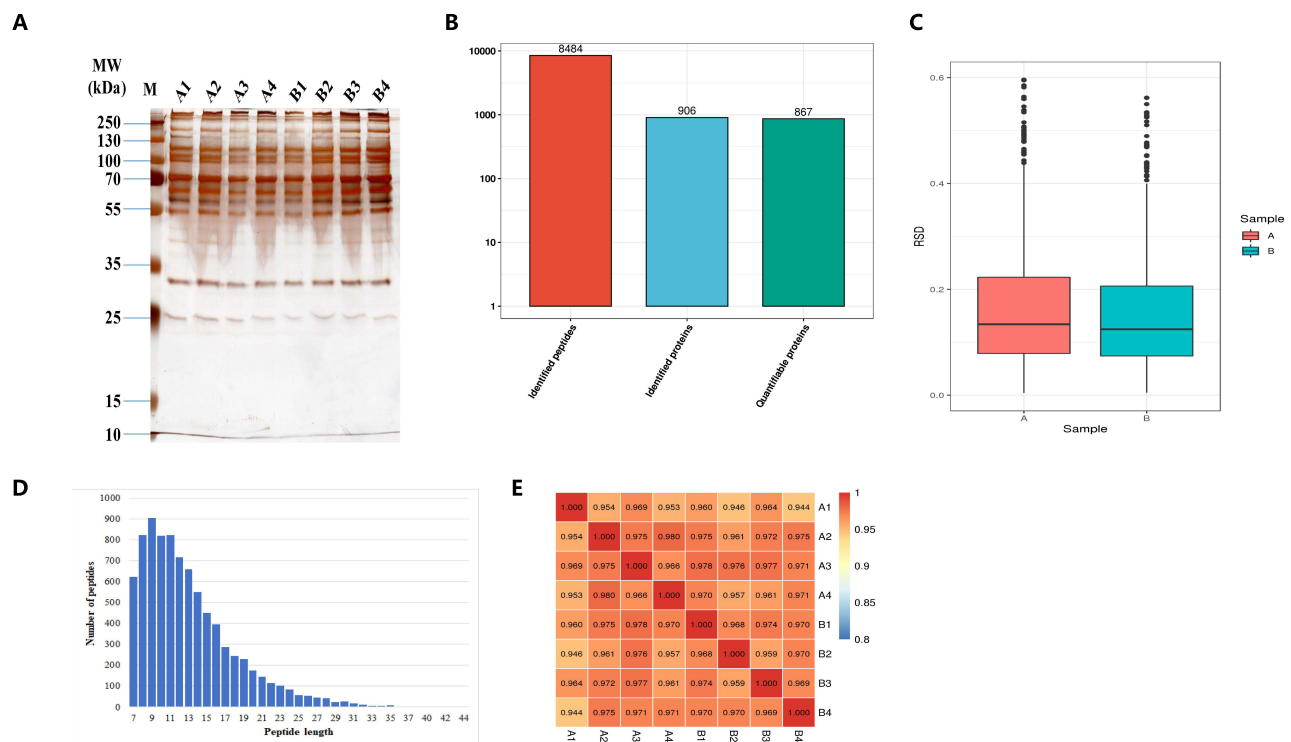 A
MW
(kDa) M A1 A2 A3 A4 B1 B2 B3 B4
250
130
100
70
55
35
25
15
10
B
10000
1000
100
10
1
8484
906
867
Identified peptides
Identified proteins
Quantifiable proteins
C
RSD
0.6
0.4
0.2
0.0
A B
Sample
Sample
A
B
D
Number of peptides
1000
900
800
700
600
500
400
300
200
100
0
7 9 11 13 15 17 19 21 23 25 27 29 31 33 35 37 40 42 44
Peptide length
E
1.000 0.954 0.969 0.953 0.960 0.946 0.964 0.944 A1
0.954 1.000 0.975 0.980 0.975 0.961 0.972 0.975 A2
0.969 0.975 1.000 0.966 0.978 0.976 0.977 0.971 A3
0.953 0.980 0.966 1.000 0.970 0.957 0.961 0.971 A4
0.960 0.975 0.978 0.970 1.000 0.968 0.974 0.970 B1
0.946 0.961 0.976 0.957 0.968 1.000 0.959 0.970 B2
0.964 0.972 0.977 0.961 0.974 0.959 1.000 0.969 B3
0.944 0.975 0.971 0.971 0.970 0.970 0.969 1.000 B4
A1 A2 A3 A4 B1 B2 B3 B4
1
0.95
0.9
0.85
0.8